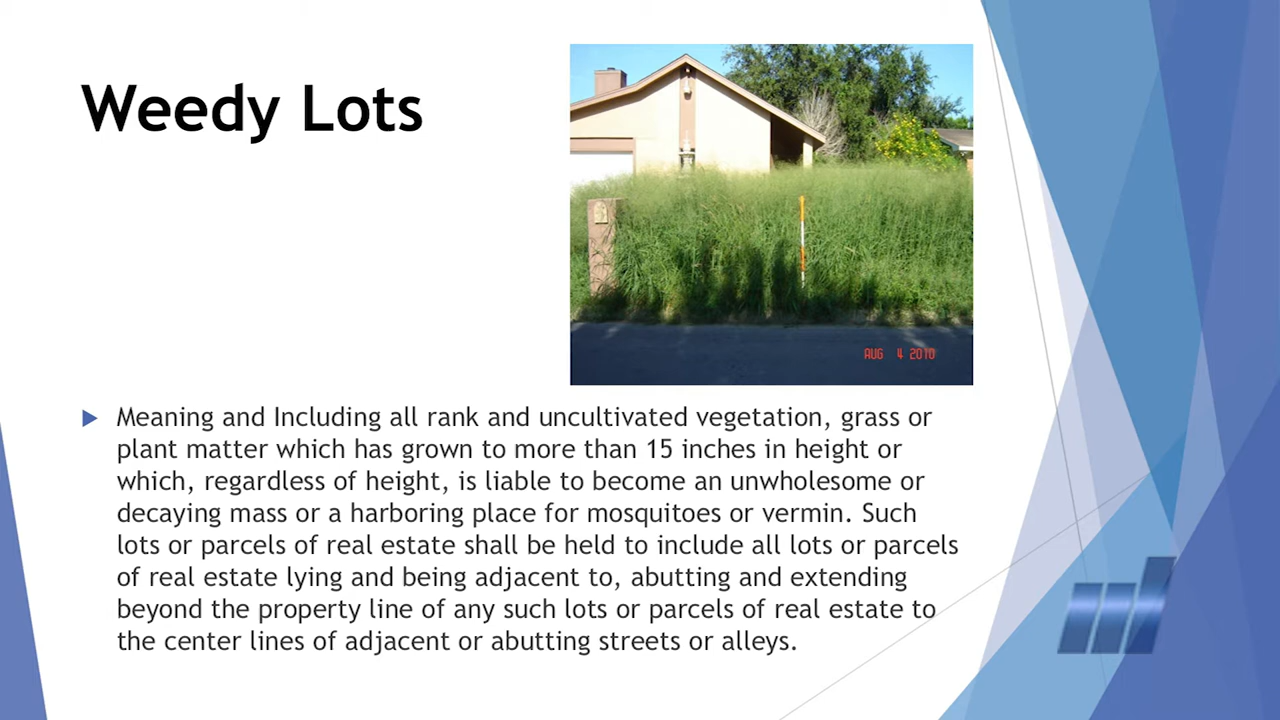 Weedy Lots
AUG 4 2010
Meaning and Including all rank and uncultivated vegetation, grass or
plant matter which has grown to more than 15 inches in height or
which, regardless of height, is liable to become an unwholesome or
decaying mass or a harboring place for mosquitoes or vermin. Such
lots or parcels of real estate shall be held to include all lots or parcels
of real estate lying and being adjacent to, abutting and extending
beyond the property line of any such lots or parcels of real estate to
the center lines of adjacent or abutting streets or alleys.